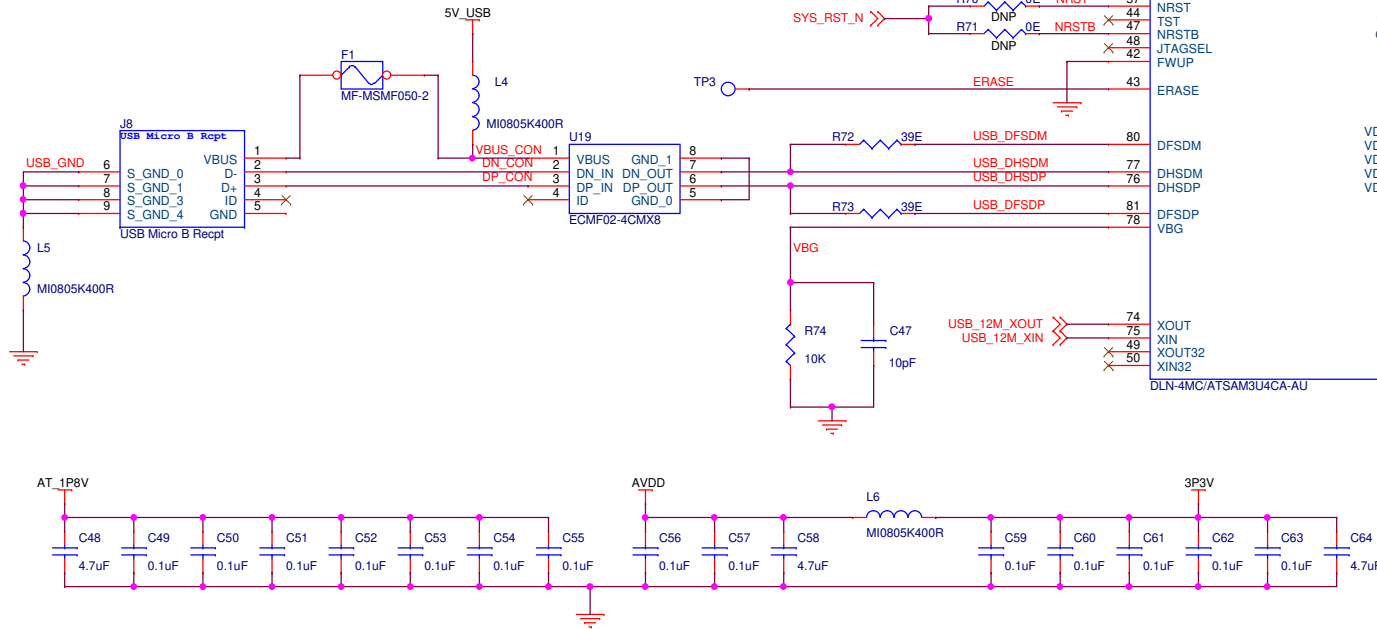 5V_USB
R70
0E
NRST
37
NRST
SYS_RST_N
DNP
44
TST
R71
0E
NRSTB
47
NRSTB
DNP
48
JTAGSEL
42
FWUP
F1
MF-MSMF050-2
L4
MI0805K400R
TP3
ERASE
43
ERASE
J8
USB Micro B Rcpt
USB_GND
6
S_GND_0
7
S_GND_1
8
S_GND_3
9
S_GND_4
VBUS
1
D-
2
D+
3
ID
4
GND
5
USB Micro B Rcpt
VBUS_CON
DN_CON
DP_CON
U19
1
VBUS
2
DN_IN
3
DP_IN
4
ID
GND_1
8
DN_OUT
7
DP_OUT
6
GND_0
5
ECMF02-4CMX8
R72
39E
USB_DFSDM
80
DFSDM
USB_DHSDM
77
DHSDM
USB_DHSDP
76
DHSDP
R73
39E
USB_DFSDP
81
DFSDP
78
VBG
VD
VD
VD
VD
VD
L5
MI0805K400R
VBG
R74
10K
C47
10pF
USB_12M_XOUT
74
XOUT
USB_12M_XIN
75
XIN
49
XOUT32
50
XIN32
DLN-4MC/ATSAM3U4CA-AU
AT_1P8V
AVDD
L6
MI0805K400R
3P3V
C48
4.7uF
C49
0.1uF
C50
0.1uF
C51
0.1uF
C52
0.1uF
C53
0.1uF
C54
0.1uF
C55
0.1uF
C56
0.1uF
C57
0.1uF
C58
4.7uF
C59
0.1uF
C60
0.1uF
C61
0.1uF
C62
0.1uF
C63
0.1uF
C64
4.7uF